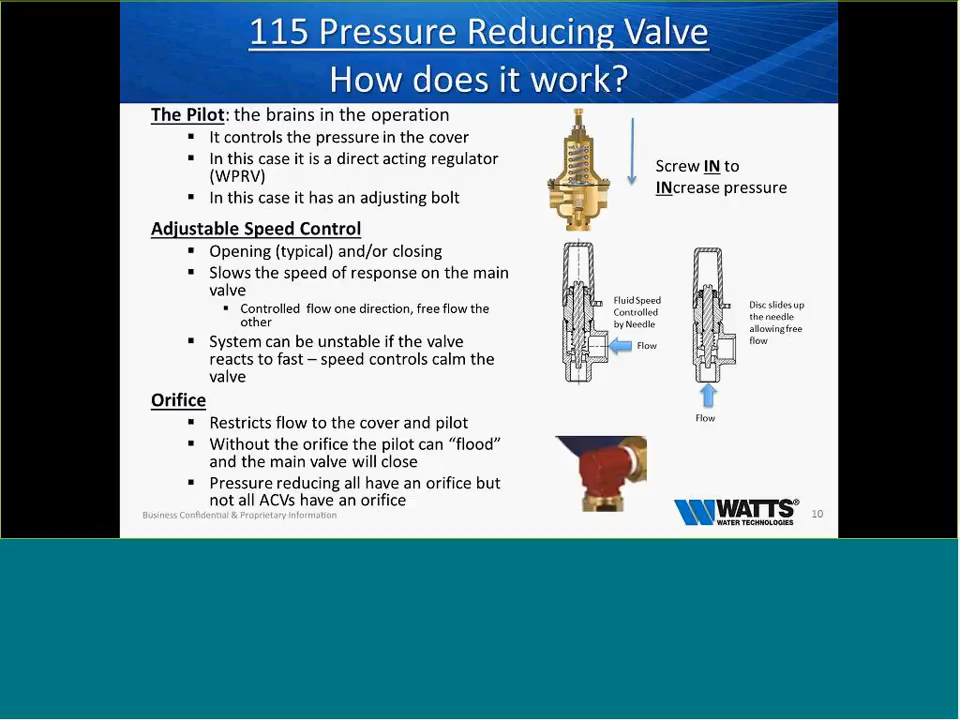 115 Pressure Reducing Valve
How does it work?
The Pilot: the brains in the operation
▪ It controls the pressure in the cover
▪ In this case it is a direct acting regulator
(WPRV)
▪ In this case it has an adjusting bolt
Adjustable Speed Control
▪ Opening (typical) and/or closing
▪ Slows the speed of response on the main
valve
▪ Controlled flow one direction, free flow the
other
▪ System can be unstable if the valve
reacts to fast – speed controls calm the
valve
Orifice
▪ Restricts flow to the cover and pilot
▪ Without the orifice the pilot can “flood”
and the main valve will close
▪ Pressure reducing all have an orifice but
not all ACVs have an orifice
Screw IN to
INcrease pressure
Fluid Speed
Controlled
by Needle
Flow
Disc slides up
the needle
allowing free
flow
Flow
Business Confidential & Proprietary Information
WATTS®
WATER TECHNOLOGIES
10